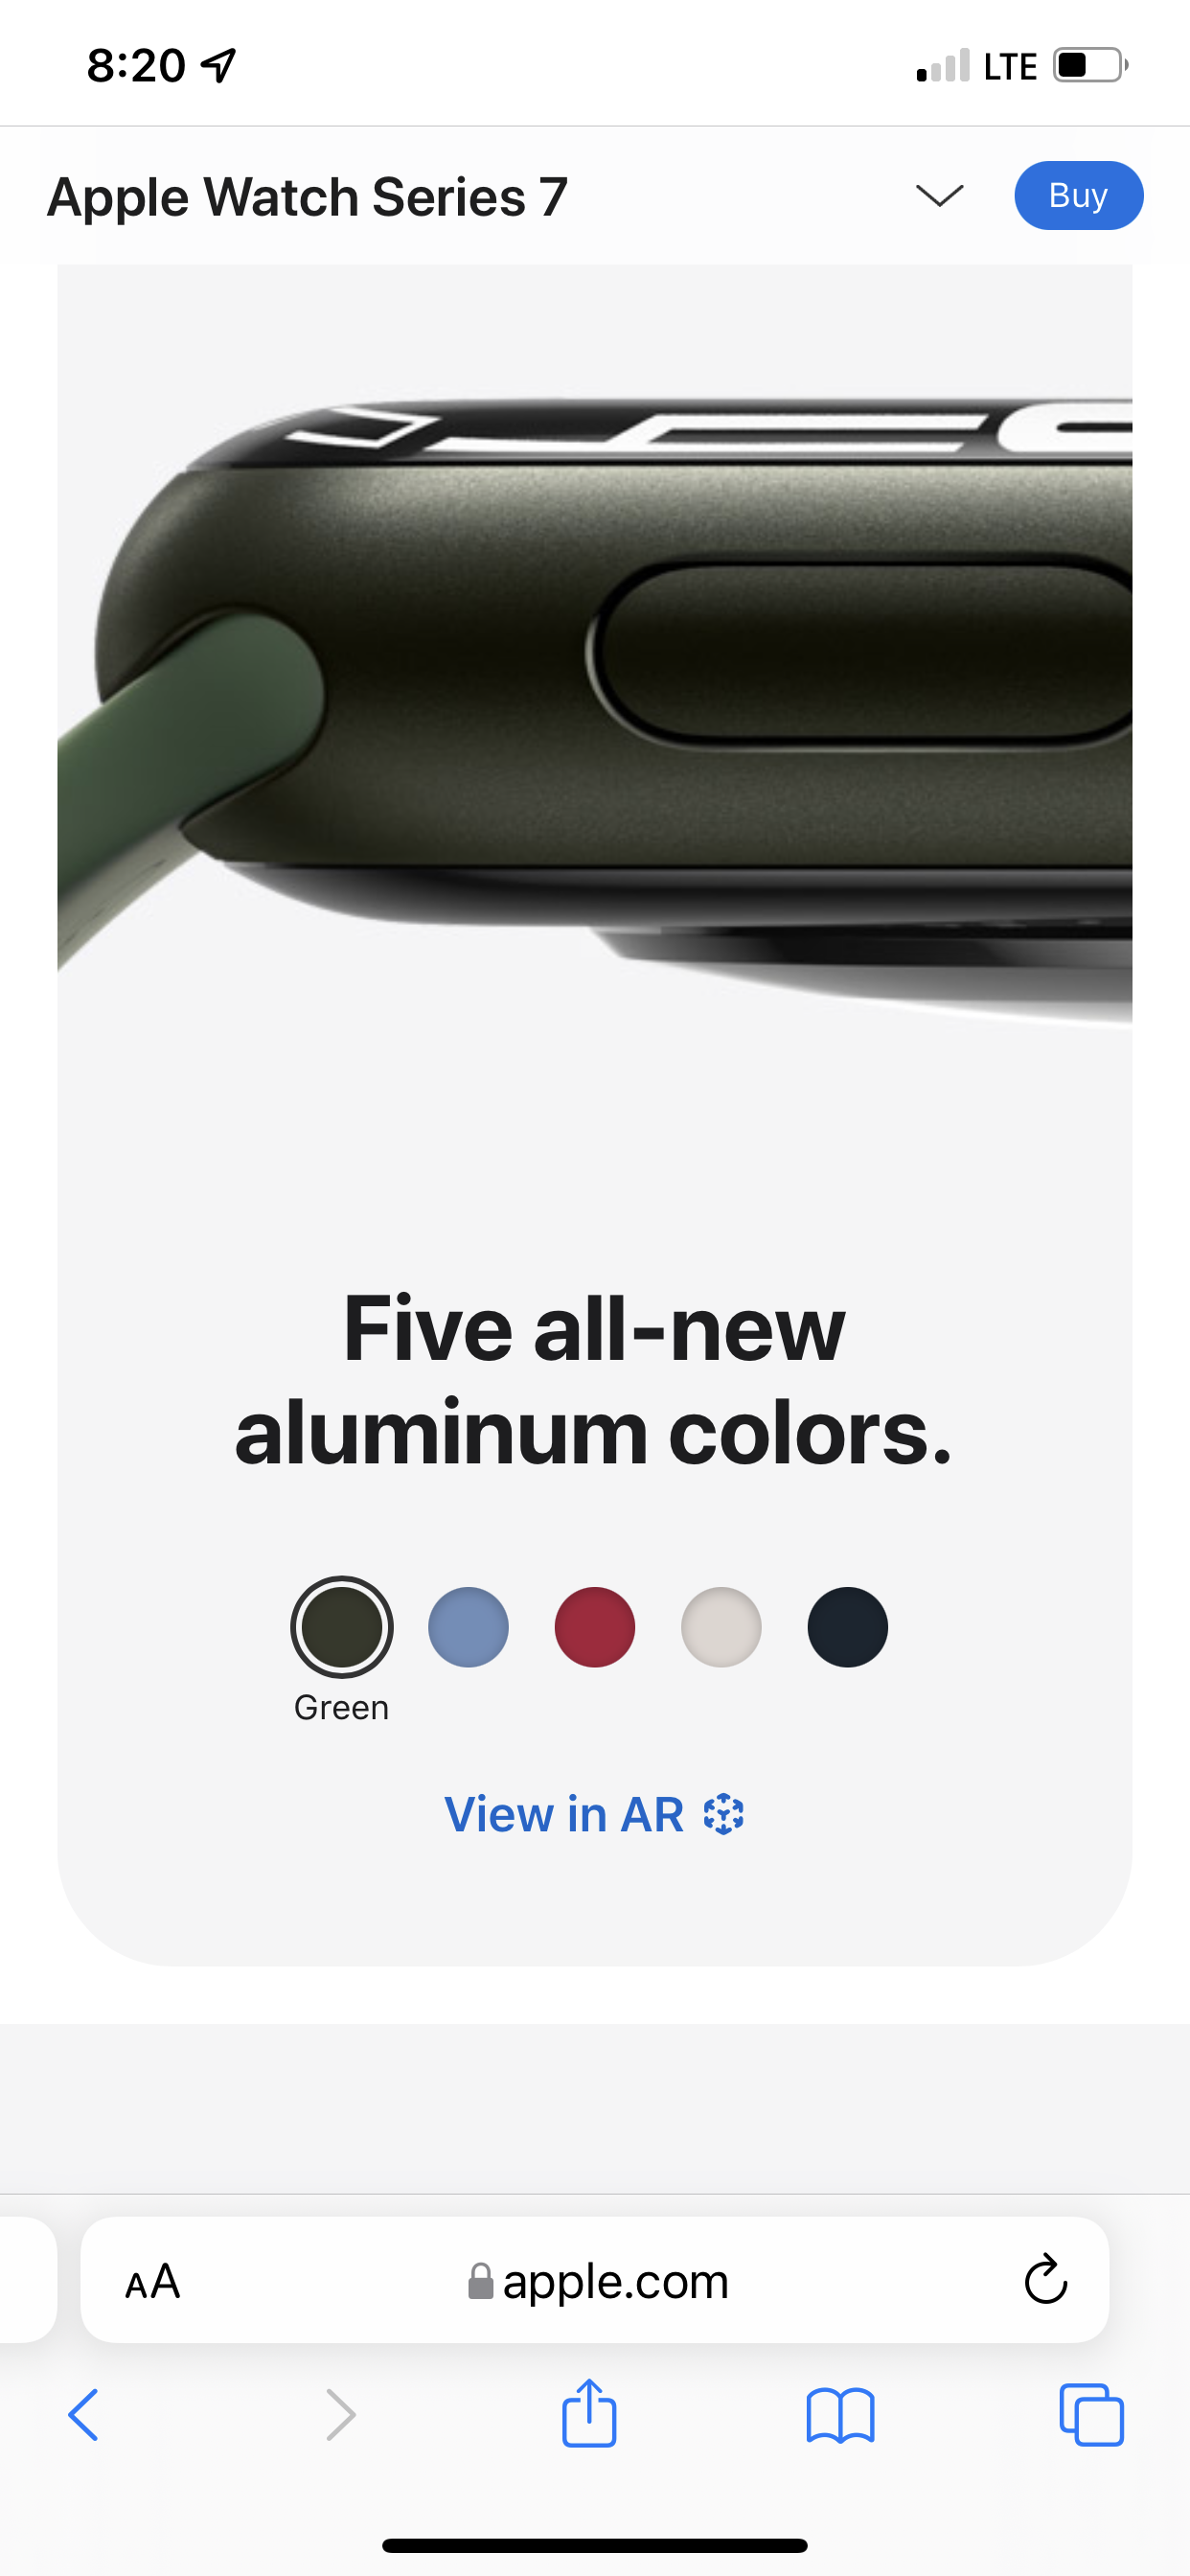 8:20 LTE
Apple Watch Series 7 Buy
Five all-new
aluminum colors.
Green
View in AR
AA apple.com